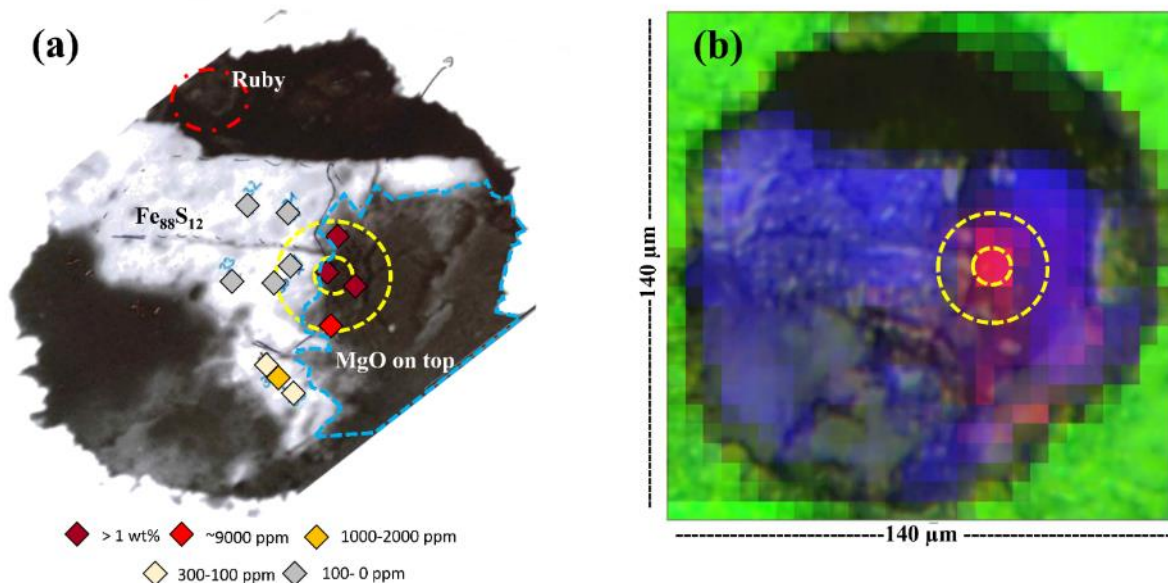 (a)
Ruby
Fe₈₈S₁₂
MgO on top
> 1 wt%
~9000 ppm
1000-2000 ppm
300-100 ppm
100- 0 ppm
(b)
140 µm
140 µm